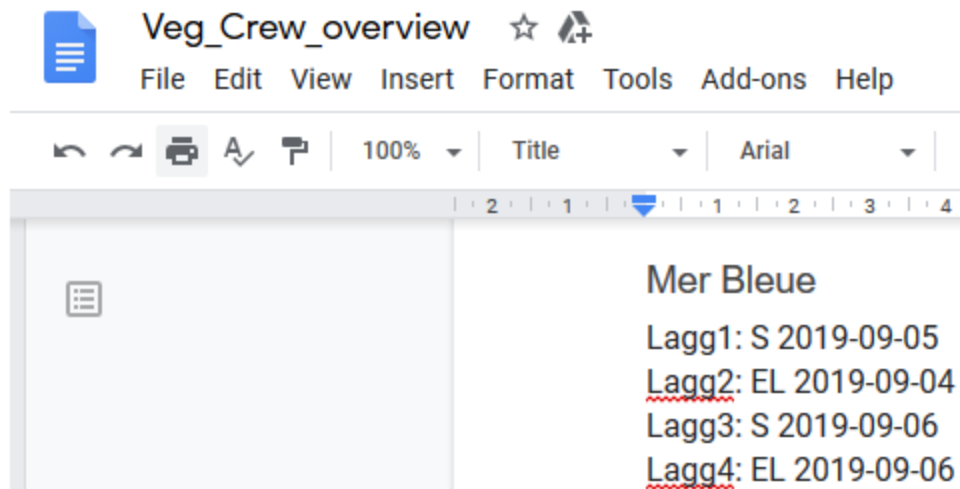 Veg_Crew_overview
File Edit View Insert Format Tools Add-ons Help
100% Title Arial
2 1 1 2 3 4
Mer Bleue
Lagg1: S 2019-09-05
Lagg2: EL 2019-09-04
Lagg3: S 2019-09-06
Lagg4: EL 2019-09-06